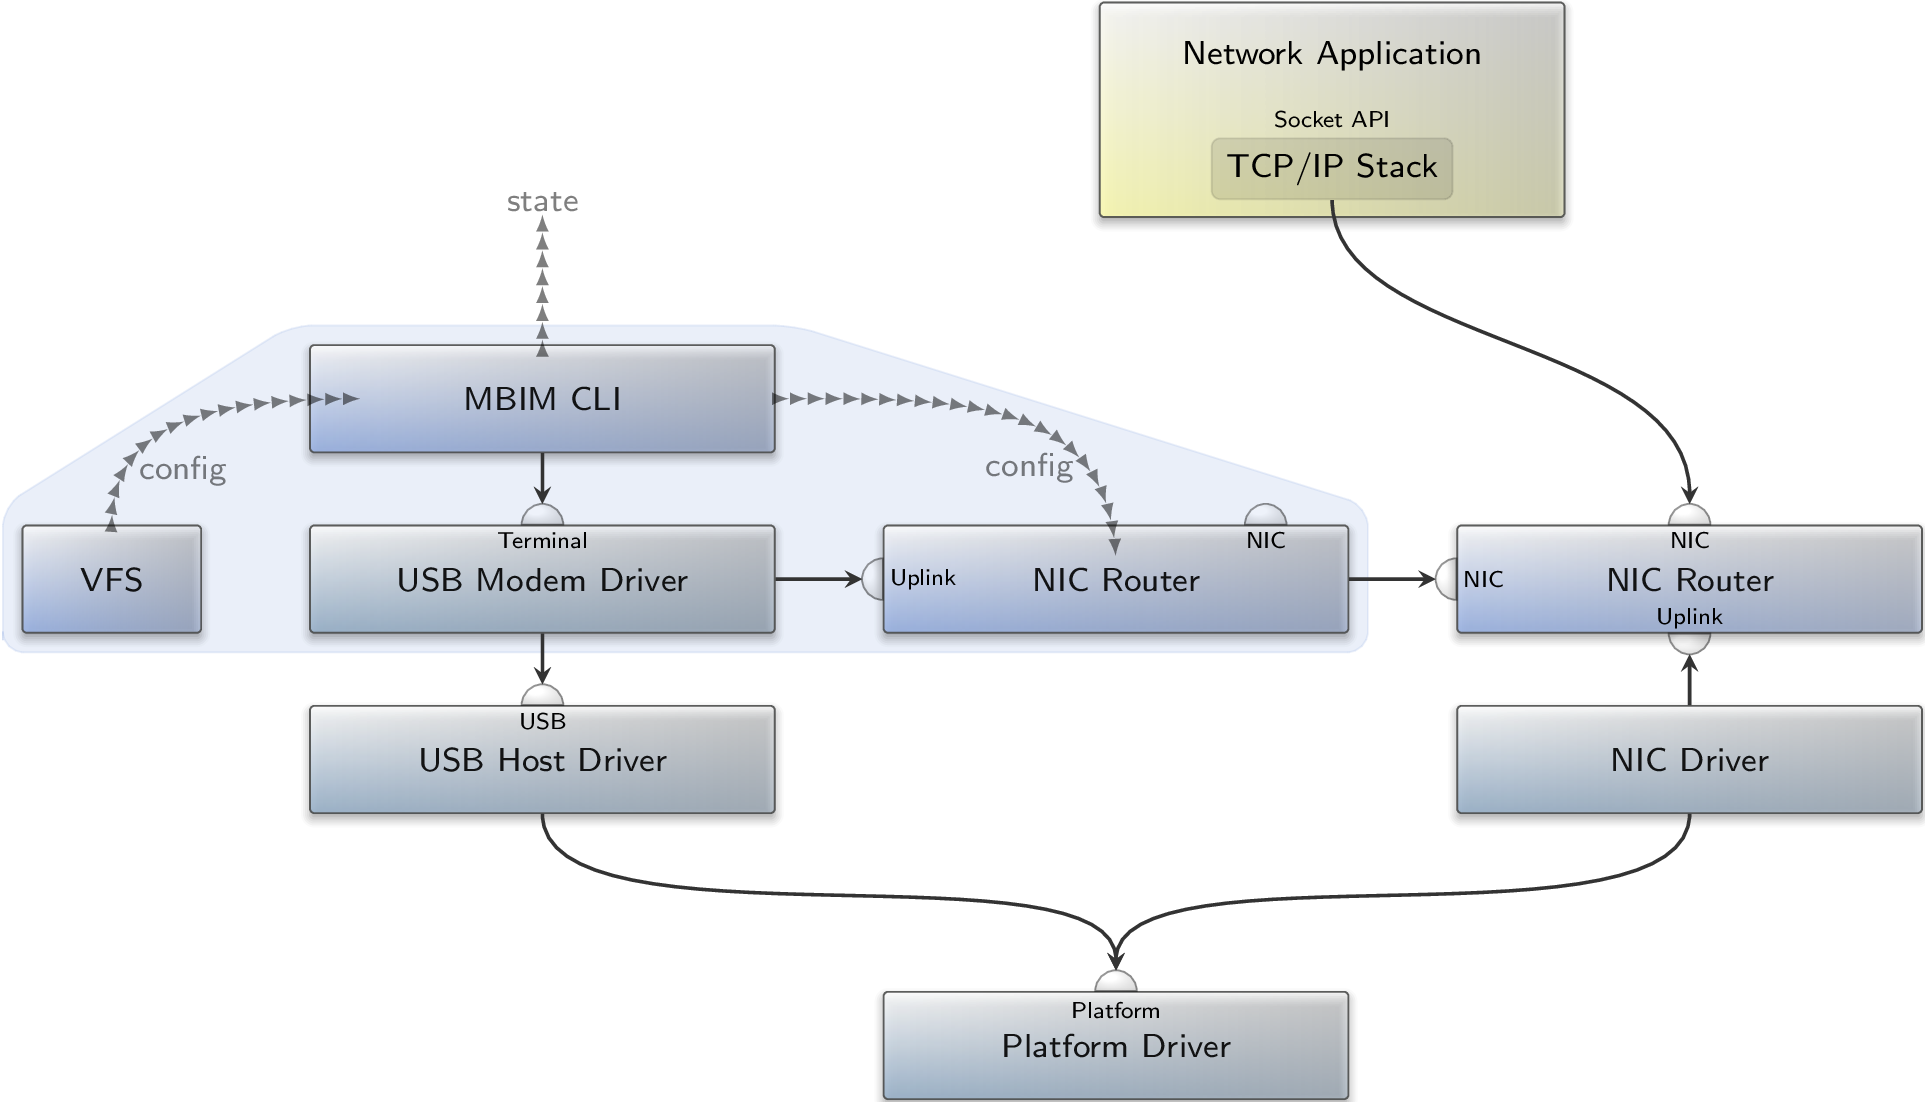 Network Application
Socket API
TCP/IP Stack
state
MBIM CLI
config
config
VFS
Terminal
USB Modem Driver
Uplink
NIC
NIC Router
NIC
NIC
NIC Router
Uplink
USB
USB Host Driver
NIC Driver
Platform
Platform Driver